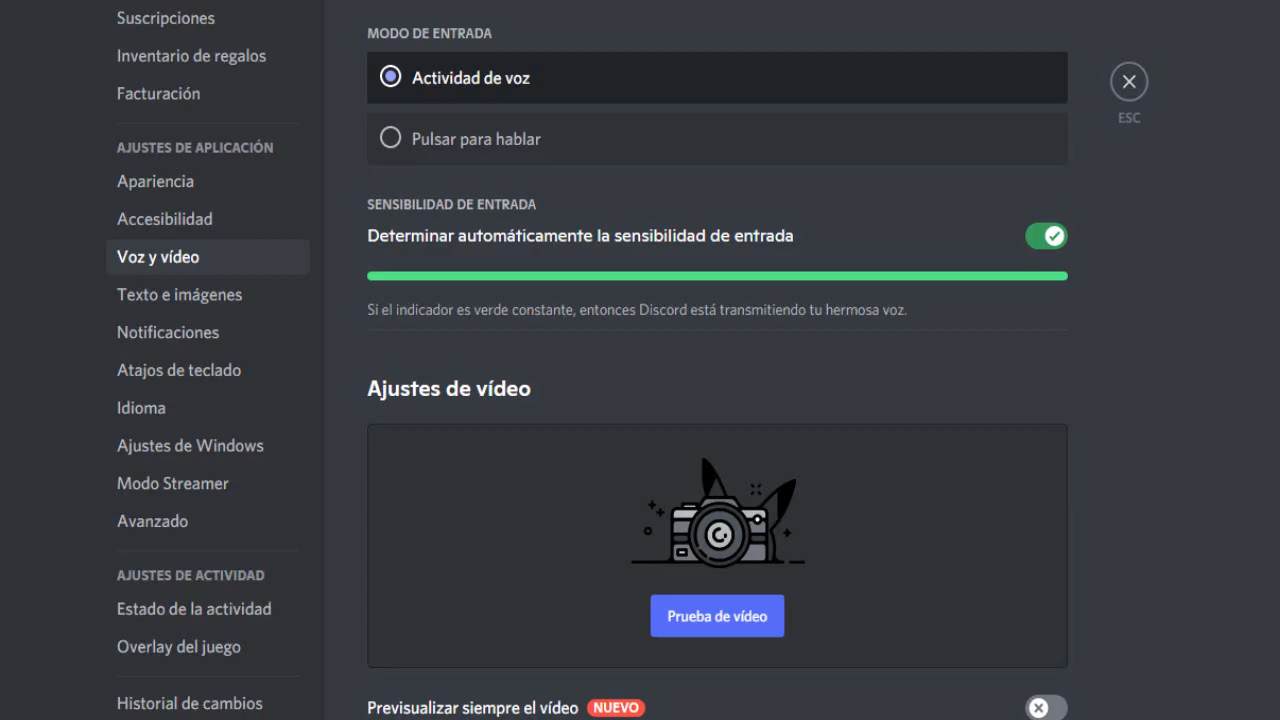 Suscripciones
Inventario de regalos
Facturación
AJUSTES DE APLICACIÓN
Apariencia
Accesibilidad
Voz y vídeo
Texto e imágenes
Notificaciones
Atajos de teclado
Idioma
Ajustes de Windows
Modo Streamer
Avanzado
AJUSTES DE ACTIVIDAD
Estado de la actividad
Overlay del juego
Historial de cambios
MODO DE ENTRADA
Actividad de voz
Pulsar para hablar
SENSIBILIDAD DE ENTRADA
Determinar automáticamente la sensibilidad de entrada
Si el indicador es verde constante, entonces Discord está transmitiendo tu hermosa voz.
Ajustes de vídeo
Prueba de vídeo
Previsualizar siempre el vídeo NUEVO
ESC